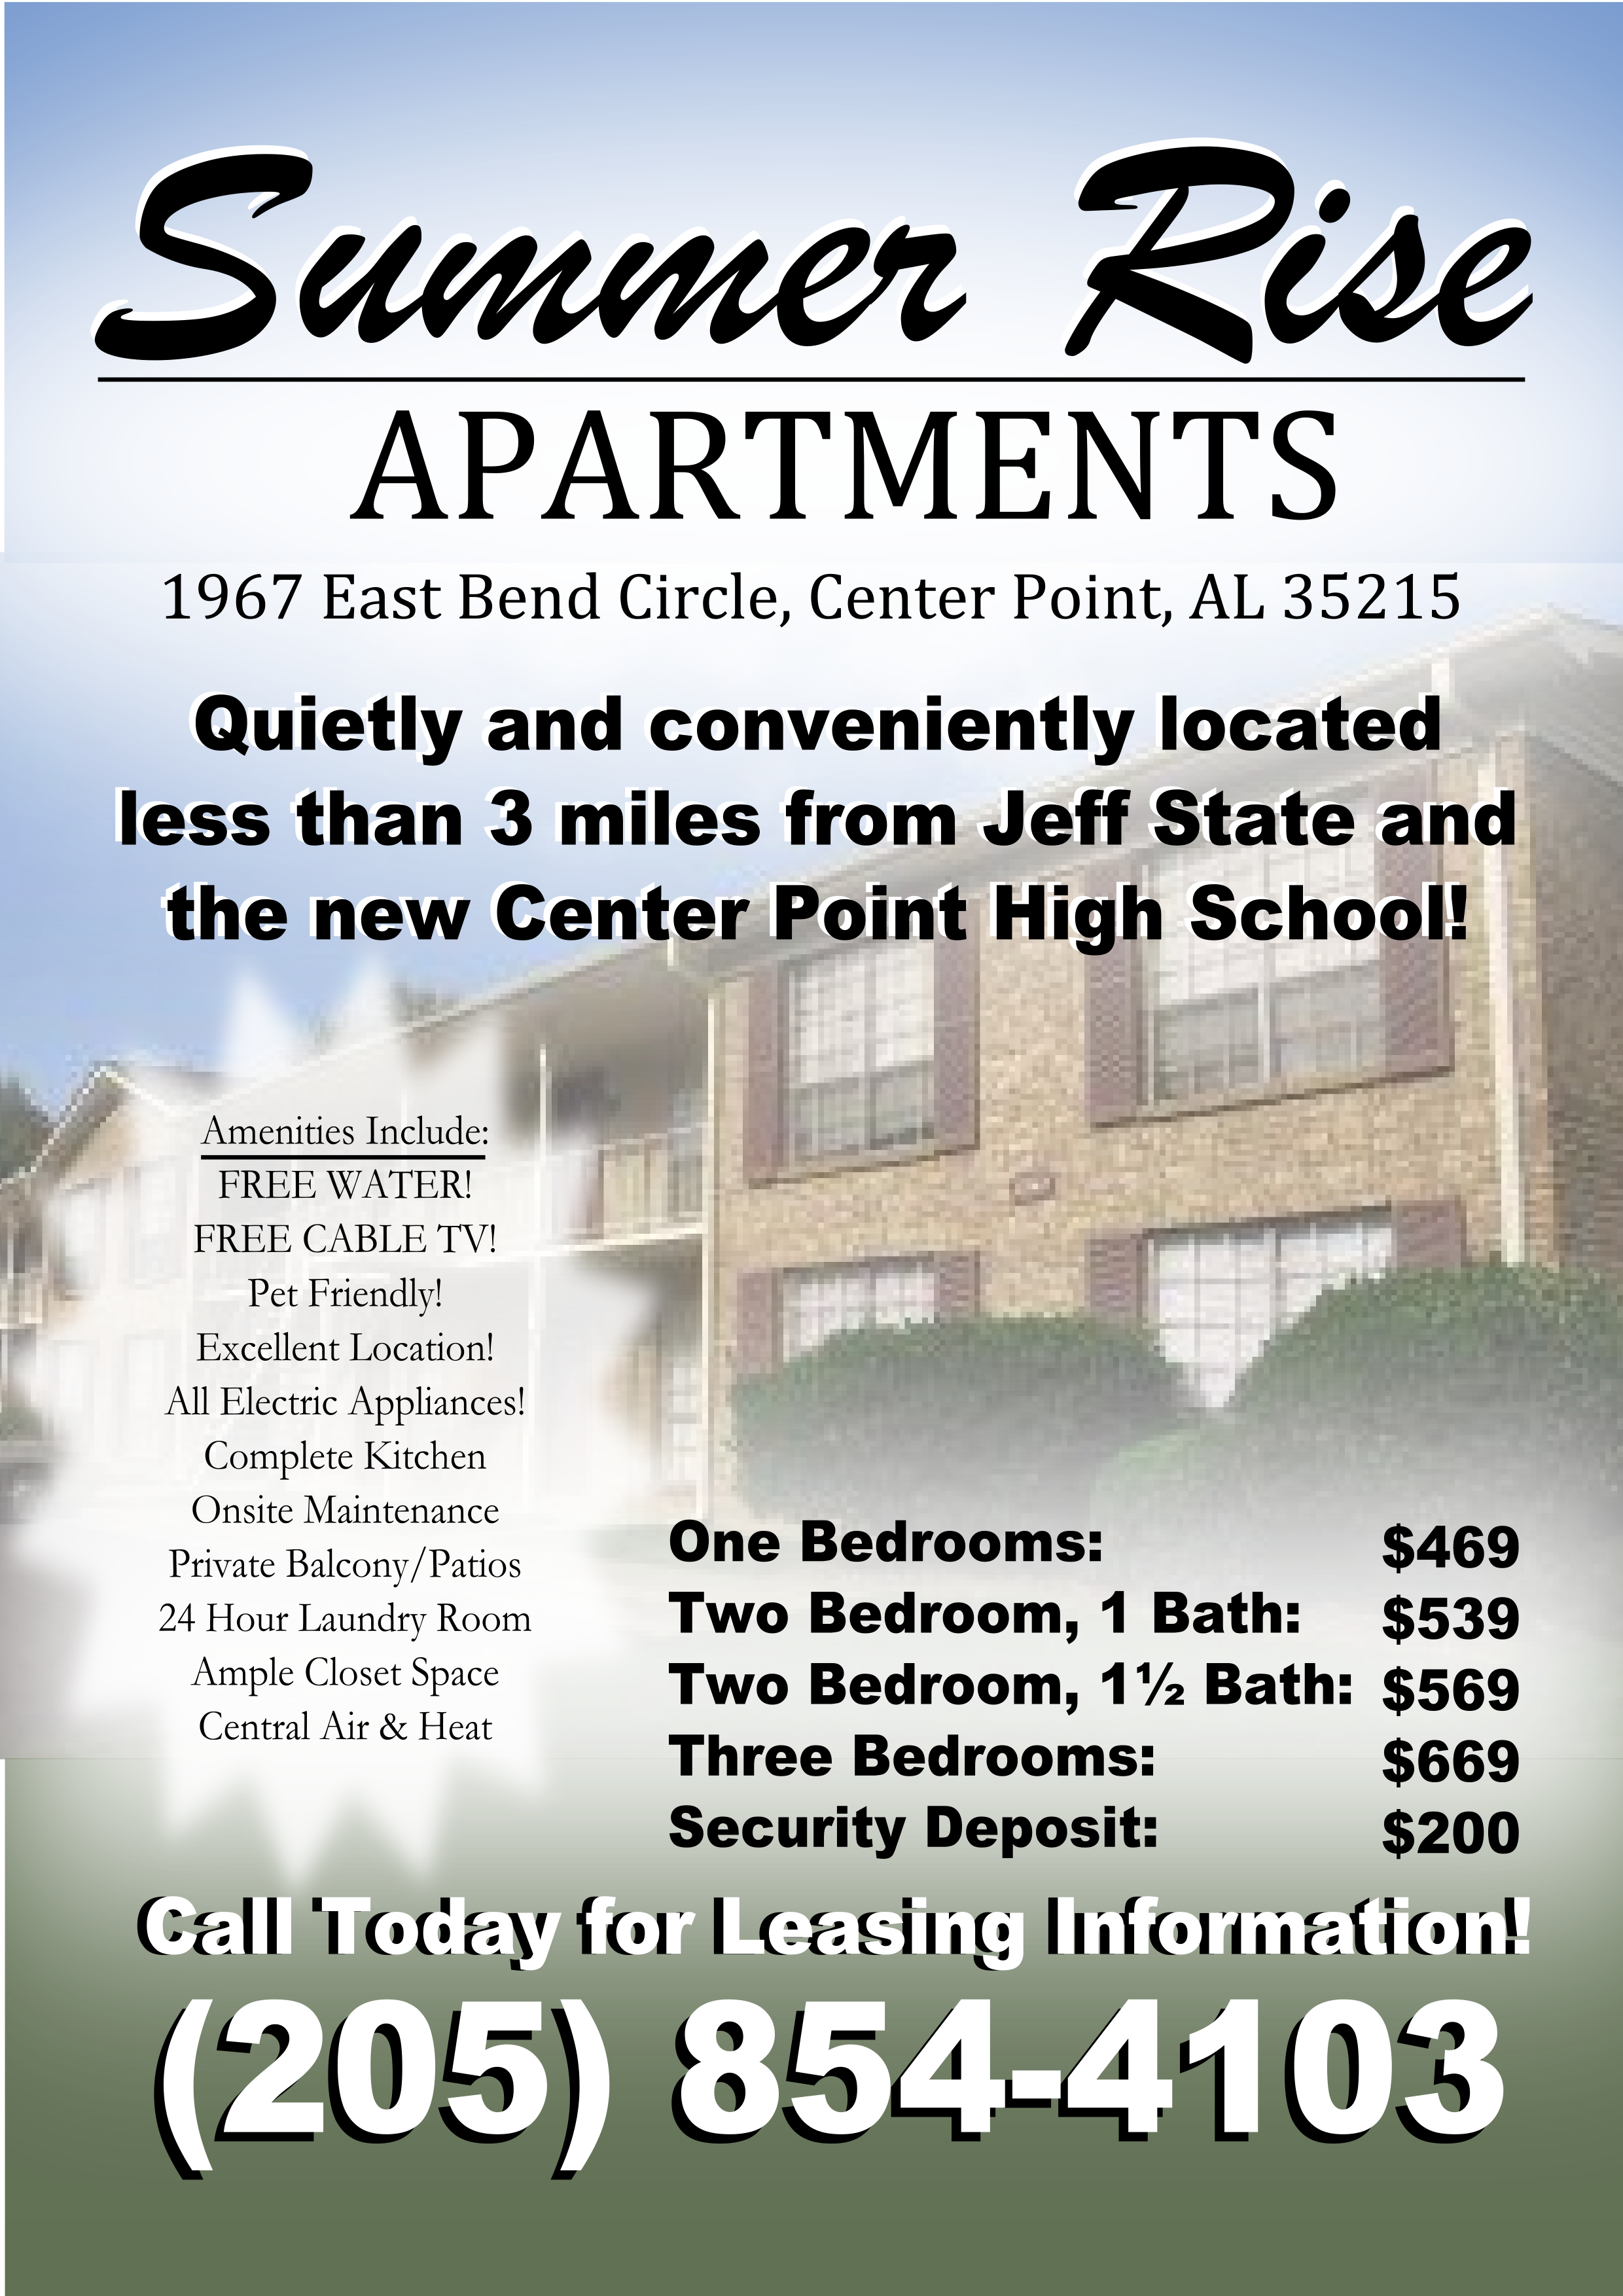 Summer Rise
APARTMENTS
1967 East Bend Circle, Center Point, AL 35215
Quietly and conveniently located
less than 3 miles from Jeff State and
the new Center Point High School!
Amenities Include:
FREE WATER!
FREE CABLE TV!
Pet Friendly!
Excellent Location!
All Electric Appliances!
Complete Kitchen
Onsite Maintenance
Private Balcony/Patios
24 Hour Laundry Room
Ample Closet Space
Central Air & Heat
One Bedrooms: $469
Two Bedroom, 1 Bath: $539
Two Bedroom, 1½ Bath: $569
Three Bedrooms: $669
Security Deposit: $200
Call Today for Leasing Information!
(205) 854-4103